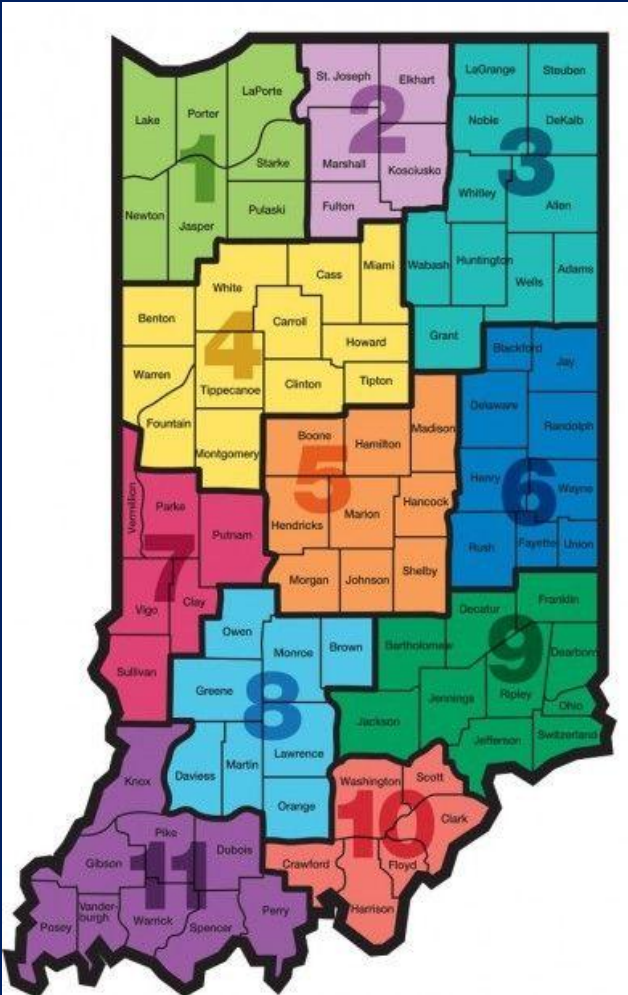 St. Joseph
Elkhart
LaGrange
Steuben
LaPorte
Porter
Lake
2
Noble
DeKalb
1
Starke
Marshall
Kosciusko
3
Whitley
Allen
Newton
Jasper
Pulaski
Fulton
Wabash
Huntington
Wells
Adams
White
Cass
Miami
Benton
Carroll
Grant
4
Howard
Blackford
Jay
Warren
Tippecanoe
Clinton
Tipton
Delaware
Fountain
Randolph
Montgomery
Boone
Hamilton
Madison
5
Henry
6
Wayne
Vermillion
Parke
Hendricks
Marion
Hancock
Putnam
Rush
Fayette
Union
7
Morgan
Johnson
Shelby
Vigo
Clay
Decatur
Franklin
Owen
Monroe
Brown
Bartholomew
9
Dearborn
Sullivan
Greene
8
Jennings
Ripley
Ohio
Jackson
Jefferson
Switzerland
Knox
Daviess
Martin
Lawrence
Washington
Scott
Orange
10
Clark
Pike
Gibson
11
Dubois
Crawford
Floyd
Harrison
Posey
Vander-
burgh
Warrick
Spencer
Perry